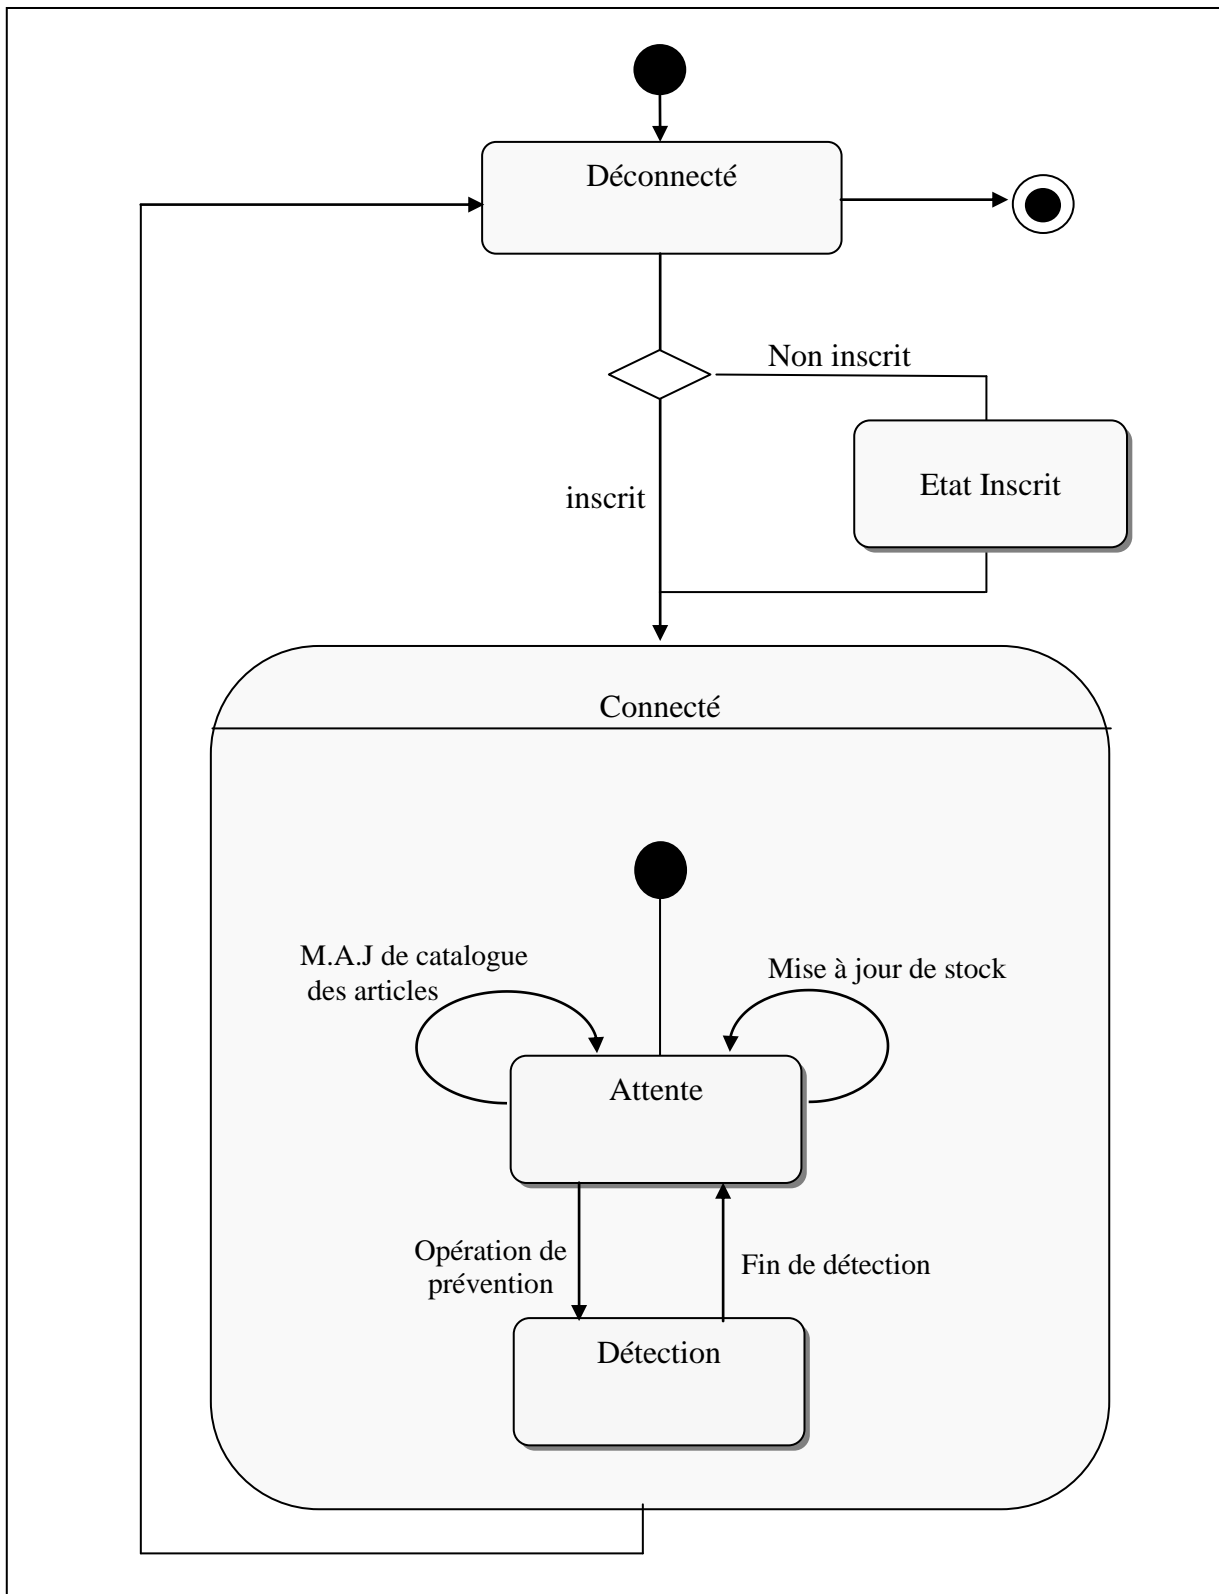 Déconnecté
Non inscrit
Etat Inscrit
inscrit
Connecté
M.A.J de catalogue
des articles
Mise à jour de stock
Attente
Opération de
prévention
Fin de détection
Détection